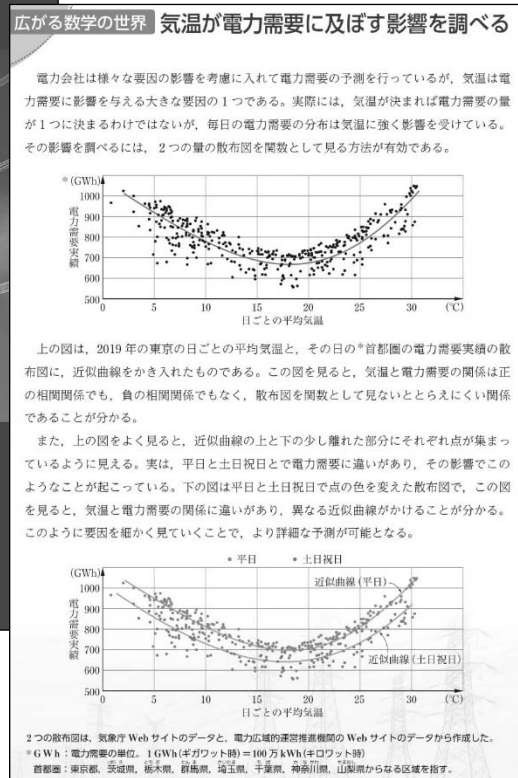 広がる数学の世界 気温が電力需要に及ぼす影響を調べる
電力会社は様々な要因の影響を考慮に入れて電力需要の予測を行っているが，気温は電
力需要に影響を与える大きな要因の1つである。実際には，気温が決まれば電力需要の量
が1つに決まるわけではないが，毎日の電力需要の分布は気温に強く影響を受けている。
その影響を調べるには，2つの量の散布図を関数として見る方法が有効である。
*(GWh)
電力需要実績
1000
900
800
700
600
500
0 5 10 15 20 25 30 (℃)
日ごとの平均気温
上の図は，2019年の東京の日ごとの平均気温と，その日の*首都圏の電力需要実績の散
布図に，近似曲線をかき入れたものである。この図を見ると，気温と電力需要の関係は正
の相関関係でも，負の相関関係でもなく，散布図を関数として見ないととらえにくい関係
であることが分かる。
また，上の図をよく見ると，近似曲線の上と下の少し離れた部分にそれぞれ点が集まっ
ているように見える。実は，平日と土日祝日とで電力需要に違いがあり，その影響でこの
ようなことが起こっている。下の図は平日と土日祝日で点の色を変えた散布図で，この図
を見ると，気温と電力需要の関係に違いがあり，異なる近似曲線がかけることが分かる。
このように要因を細かく見ていくことで，より詳細な予測が可能となる。
• 平日 • 土日祝日
(GWh)
電力需要実績
1000
900
800
700
600
500
近似曲線(平日)
近似曲線(土日祝日)
0 5 10 15 20 25 30 (℃)
日ごとの平均気温
2つの散布図は，気象庁Webサイトのデータと，電力広域的運営推進機関のWebサイトのデータから作成した。
*GWh：電力需要の単位。1GWh(ギガワット時)＝100万kWh(キロワット時)
首都圏：東京都，茨城県，栃木県，群馬県，埼玉県，千葉県，神奈川県，山梨県からなる区域を指す。